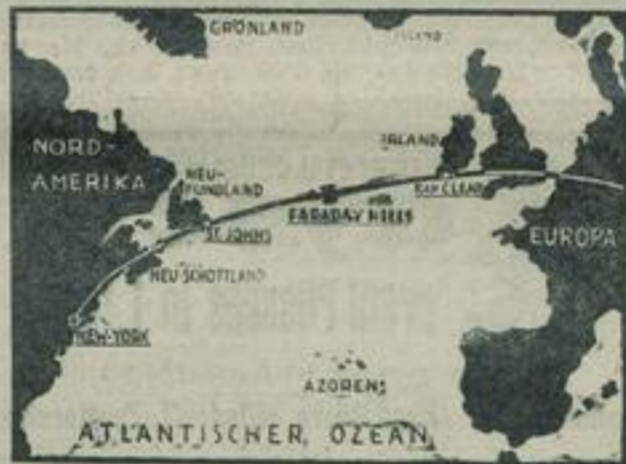 GRÖNLAND
ISLAND
NORD-
AMERIKA
NEU-
FUNDLAND
IRLAND
KAP CLEAR
FARADAY HILLS
ST. JOHNS
EUROPA
NEU-SCHOTTLAND
NEW-YORK
AZOREN
ATLANTISCHER OZEAN